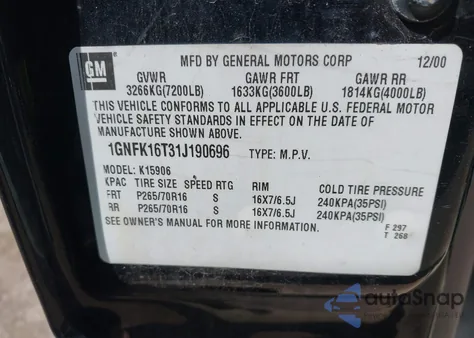 GM
MFD BY GENERAL MOTORS CORP 12/00
GVWR GAWR FRT GAWR RR
3266KG(7200LB) 1633KG(3600LB) 1814KG(4000LB)
THIS VEHICLE CONFORMS TO ALL APPLICABLE U.S. FEDERAL MOTOR
VEHICLE SAFETY STANDARDS IN EFFECT ON THE DATE OF
MANUFACTURE SHOWN ABOVE.
1GNFK16T31J190696 TYPE: M.P.V.
MODEL: K15906
KPAC TIRE SIZE SPEED RTG RIM COLD TIRE PRESSURE
FRT P265/70R16 S 16X7/6.5J 240KPA(35PSI)
RR P265/70R16 S 16X7/6.5J 240KPA(35PSI)
SEE OWNER'S MANUAL FOR MORE INFORMATION. F 297
T 268
autoSnap